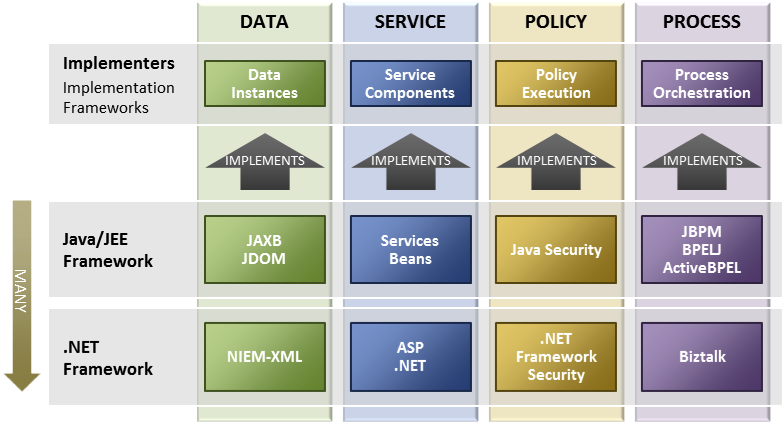 DATA
SERVICE
POLICY
PROCESS
Implementers
Implementation
Frameworks
Data
Instances
Service
Components
Policy
Execution
Process
Orchestration
IMPLEMENTS
IMPLEMENTS
IMPLEMENTS
IMPLEMENTS
MANY
Java/JEE
Framework
JAXB
JDOM
Services
Beans
Java Security
JBPM
BPELJ
ActiveBPEL
.NET
Framework
NIEM-XML
ASP
.NET
.NET
Framework
Security
Biztalk